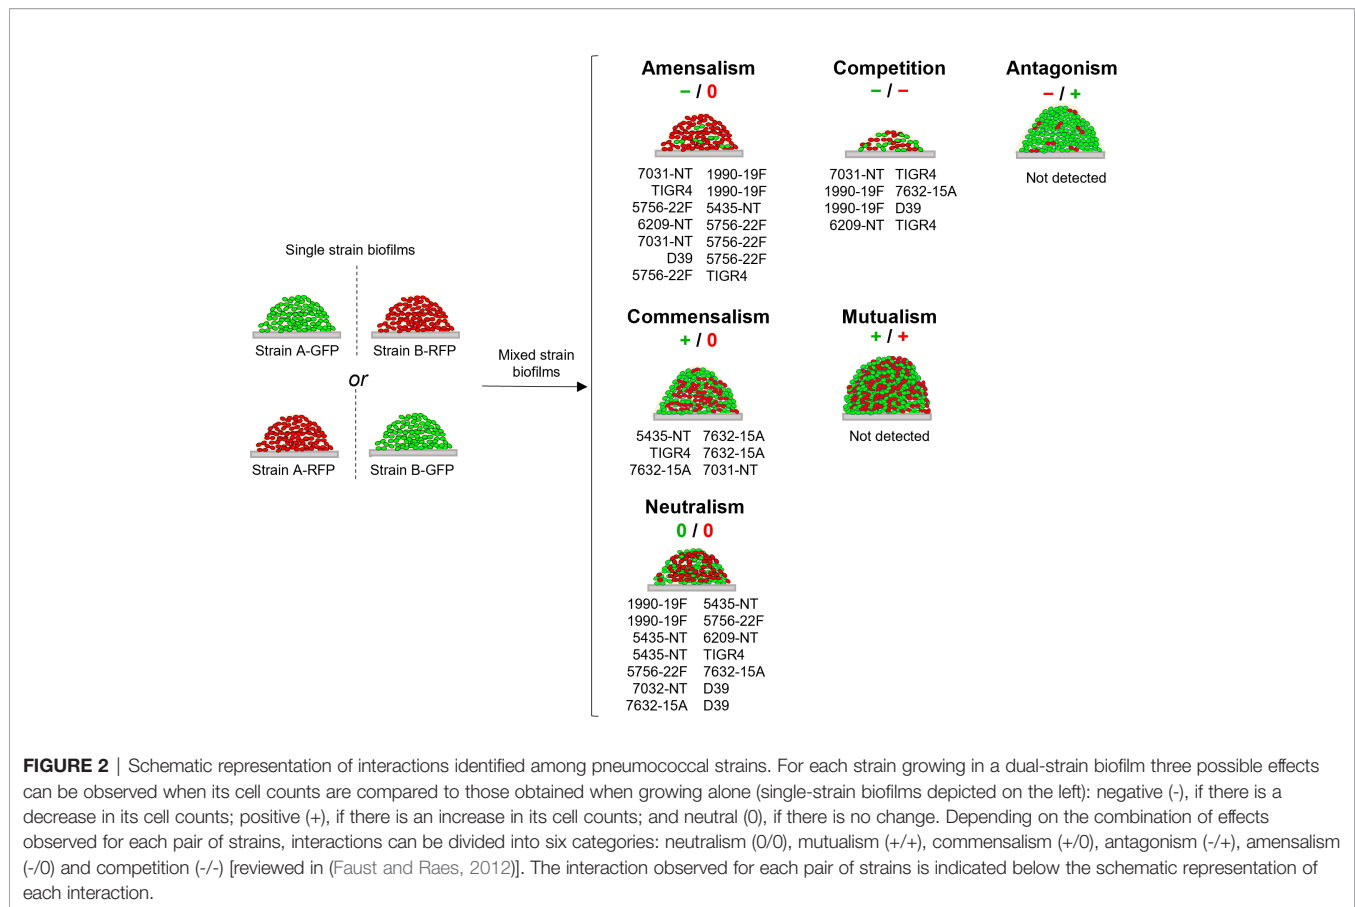 Single strain biofilms
Strain A-GFP
Strain B-RFP
or
Strain A-RFP
Strain B-GFP
Mixed strain
biofilms
Amensalism
− / 0
7031-NT 1990-19F
TIGR4 1990-19F
5756-22F 5435-NT
6209-NT 5756-22F
7031-NT 5756-22F
D39 5756-22F
5756-22F TIGR4
Competition
− / −
7031-NT TIGR4
1990-19F 7632-15A
1990-19F D39
6209-NT TIGR4
Antagonism
− / +
Not detected
Commensalism
+ / 0
5435-NT 7632-15A
TIGR4 7632-15A
7632-15A 7031-NT
Mutualism
+ / +
Not detected
Neutralism
0 / 0
1990-19F 5435-NT
1990-19F 5756-22F
5435-NT 6209-NT
5435-NT TIGR4
5756-22F 7632-15A
7032-NT D39
7632-15A D39
FIGURE 2 | Schematic representation of interactions identified among pneumococcal strains. For each strain growing in a dual-strain biofilm three possible effects
can be observed when its cell counts are compared to those obtained when growing alone (single-strain biofilms depicted on the left): negative (-), if there is a
decrease in its cell counts; positive (+), if there is an increase in its cell counts; and neutral (0), if there is no change. Depending on the combination of effects
observed for each pair of strains, interactions can be divided into six categories: neutralism (0/0), mutualism (+/+), commensalism (+/0), antagonism (-/+), amensalism
(-/0) and competition (-/-) [reviewed in (Faust and Raes, 2012)]. The interaction observed for each pair of strains is indicated below the schematic representation of
each interaction.